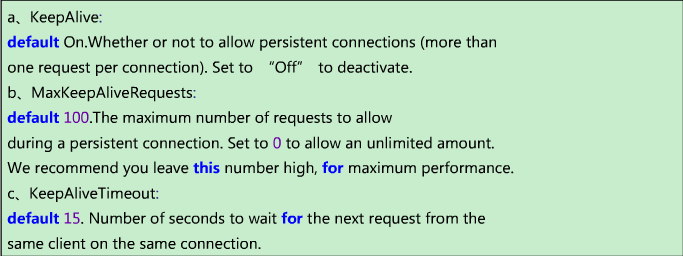 a、KeepAlive:
default On.Whether or not to allow persistent connections (more than
one request per connection). Set to “Off” to deactivate.
b、MaxKeepAliveRequests:
default 100.The maximum number of requests to allow
during a persistent connection. Set to 0 to allow an unlimited amount.
We recommend you leave this number high, for maximum performance.
c、KeepAliveTimeout:
default 15. Number of seconds to wait for the next request from the
same client on the same connection.